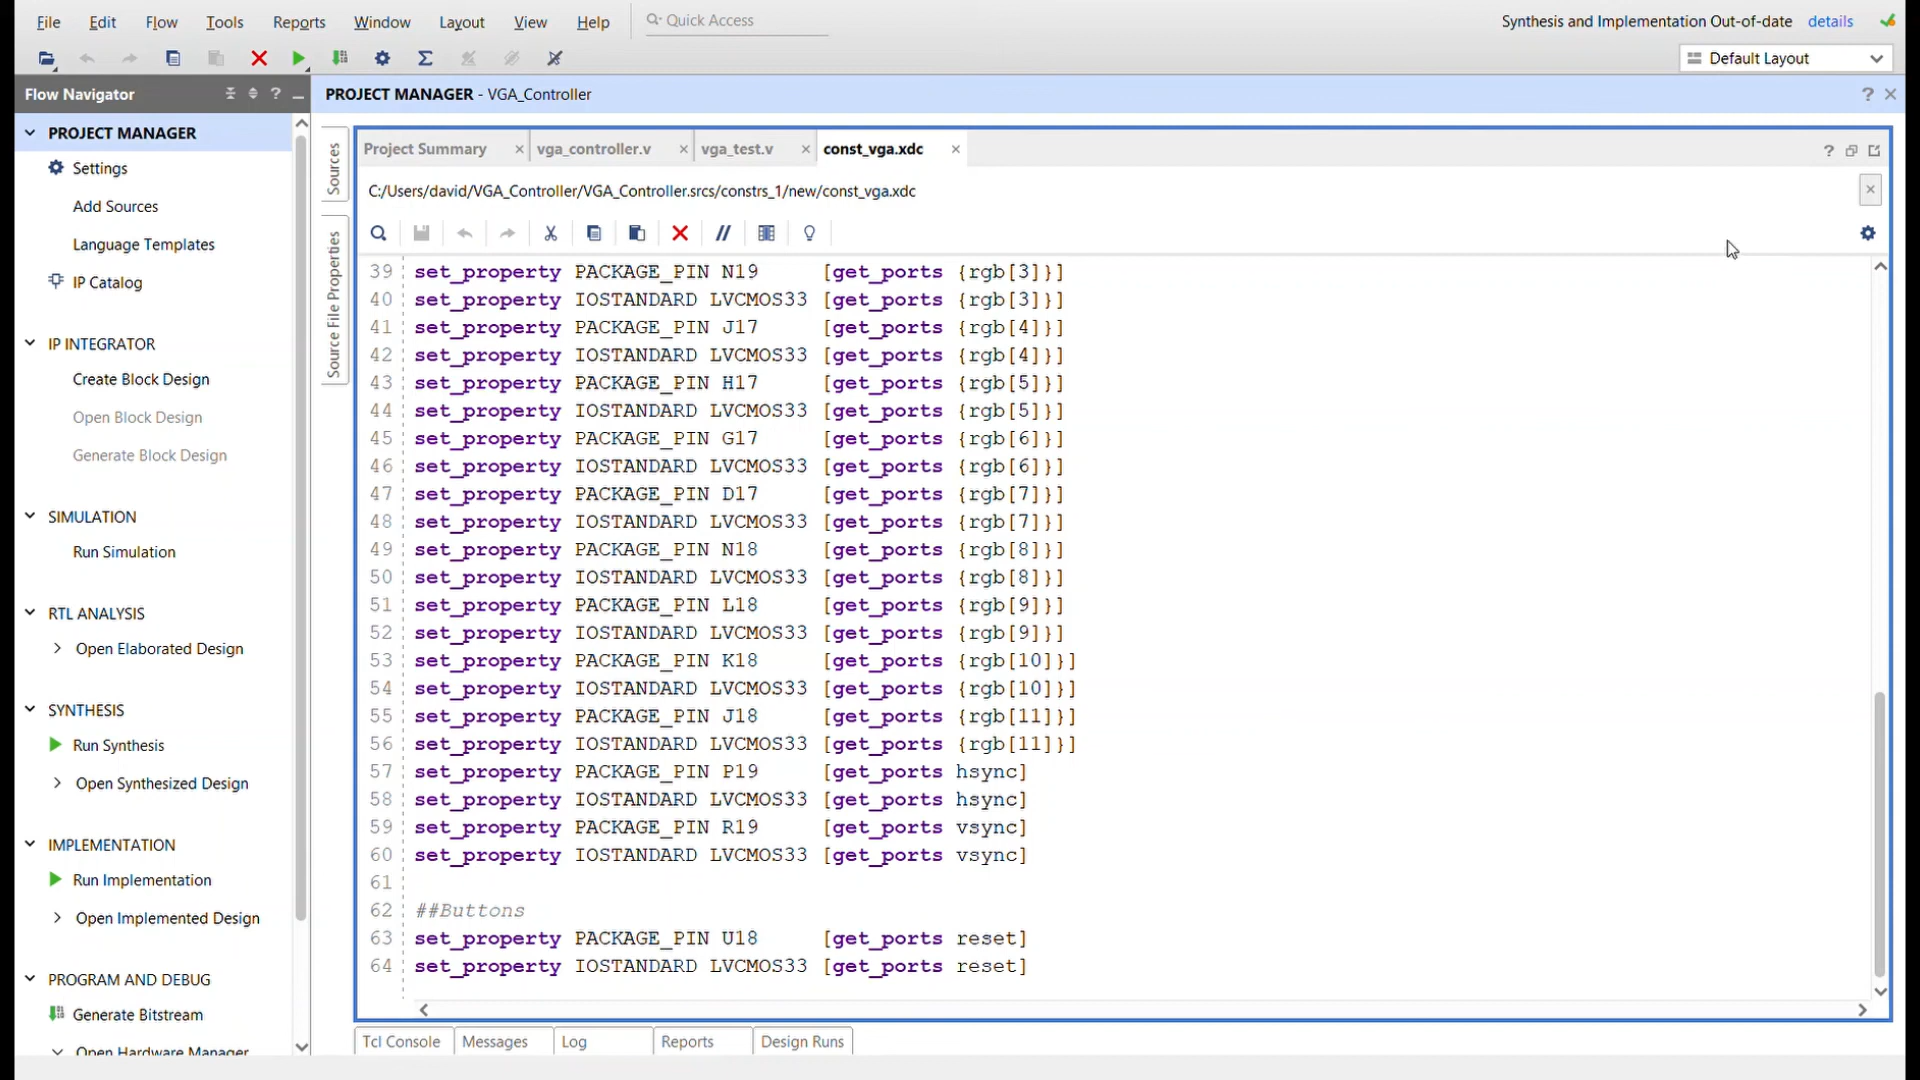 File Edit Flow Tools Reports Window Layout View Help Quick Access Synthesis and Implementation Out-of-date details
Default Layout
Flow Navigator ? PROJECT MANAGER - VGA_Controller ?
PROJECT MANAGER
Settings
Add Sources
Language Templates
IP Catalog
IP INTEGRATOR
Create Block Design
Open Block Design
Generate Block Design
SIMULATION
Run Simulation
RTL ANALYSIS
Open Elaborated Design
SYNTHESIS
Run Synthesis
Open Synthesized Design
IMPLEMENTATION
Run Implementation
Open Implemented Design
PROGRAM AND DEBUG
Generate Bitstream
Open Hardware Manager
Sources
Source File Properties
Project Summary vga_controller.v vga_test.v const_vga.xdc ?
C:/Users/david/VGA_Controller/VGA_Controller.srcs/constrs_1/new/const_vga.xdc
39 set_property PACKAGE_PIN N19 [get_ports {rgb[3]}]
40 set_property IOSTANDARD LVCMOS33 [get_ports {rgb[3]}]
41 set_property PACKAGE_PIN J17 [get_ports {rgb[4]}]
42 set_property IOSTANDARD LVCMOS33 [get_ports {rgb[4]}]
43 set_property PACKAGE_PIN H17 [get_ports {rgb[5]}]
44 set_property IOSTANDARD LVCMOS33 [get_ports {rgb[5]}]
45 set_property PACKAGE_PIN G17 [get_ports {rgb[6]}]
46 set_property IOSTANDARD LVCMOS33 [get_ports {rgb[6]}]
47 set_property PACKAGE_PIN D17 [get_ports {rgb[7]}]
48 set_property IOSTANDARD LVCMOS33 [get_ports {rgb[7]}]
49 set_property PACKAGE_PIN N18 [get_ports {rgb[8]}]
50 set_property IOSTANDARD LVCMOS33 [get_ports {rgb[8]}]
51 set_property PACKAGE_PIN L18 [get_ports {rgb[9]}]
52 set_property IOSTANDARD LVCMOS33 [get_ports {rgb[9]}]
53 set_property PACKAGE_PIN K18 [get_ports {rgb[10]}]
54 set_property IOSTANDARD LVCMOS33 [get_ports {rgb[10]}]
55 set_property PACKAGE_PIN J18 [get_ports {rgb[11]}]
56 set_property IOSTANDARD LVCMOS33 [get_ports {rgb[11]}]
57 set_property PACKAGE_PIN P19 [get_ports hsync]
58 set_property IOSTANDARD LVCMOS33 [get_ports hsync]
59 set_property PACKAGE_PIN R19 [get_ports vsync]
60 set_property IOSTANDARD LVCMOS33 [get_ports vsync]
61
62 ##Buttons
63 set_property PACKAGE_PIN U18 [get_ports reset]
64 set_property IOSTANDARD LVCMOS33 [get_ports reset]
Tcl Console Messages Log Reports Design Runs